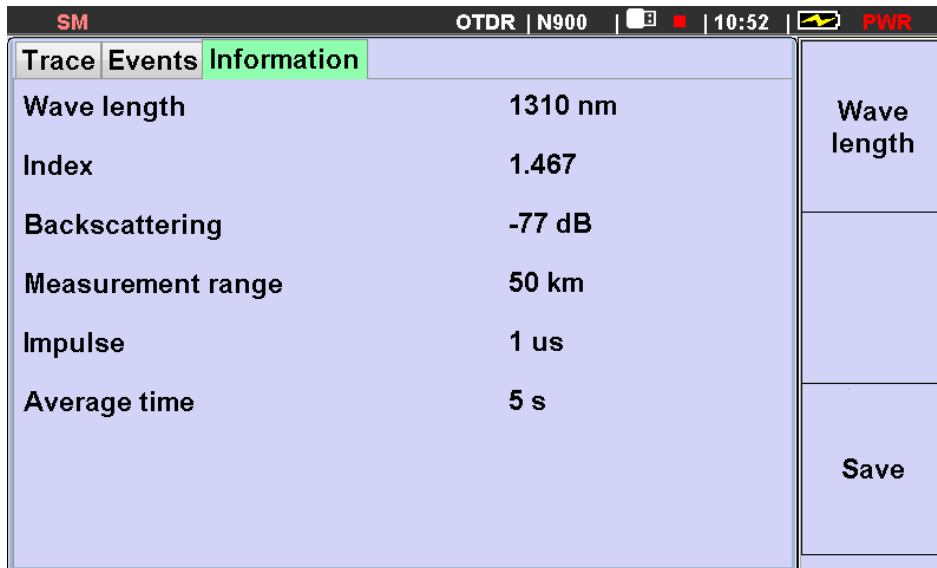 SM OTDR | N900 | | 10:52 | PWR
Trace Events Information
Wave length 1310 nm
Index 1.467
Backscattering -77 dB
Measurement range 50 km
Impulse 1 us
Average time 5 s
Wave
length
Save